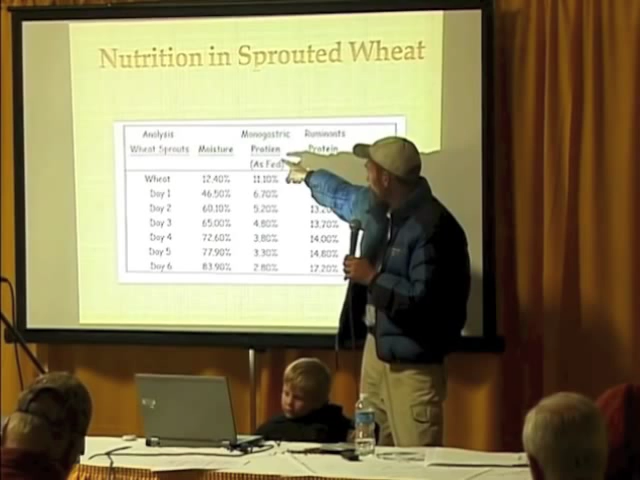 Nutrition in Sprouted Wheat
Analysis Monogastric Ruminants
Wheat Sprouts Moisture Protien Protein
(As Fed)
Wheat 12.40% 11.10%
Day 1 46.50% 6.70%
Day 2 60.10% 5.20% 13.20
Day 3 65.00% 4.80% 13.70%
Day 4 72.60% 3.80% 14.00%
Day 5 77.90% 3.30% 14.80%
Day 6 83.90% 2.80% 17.20%